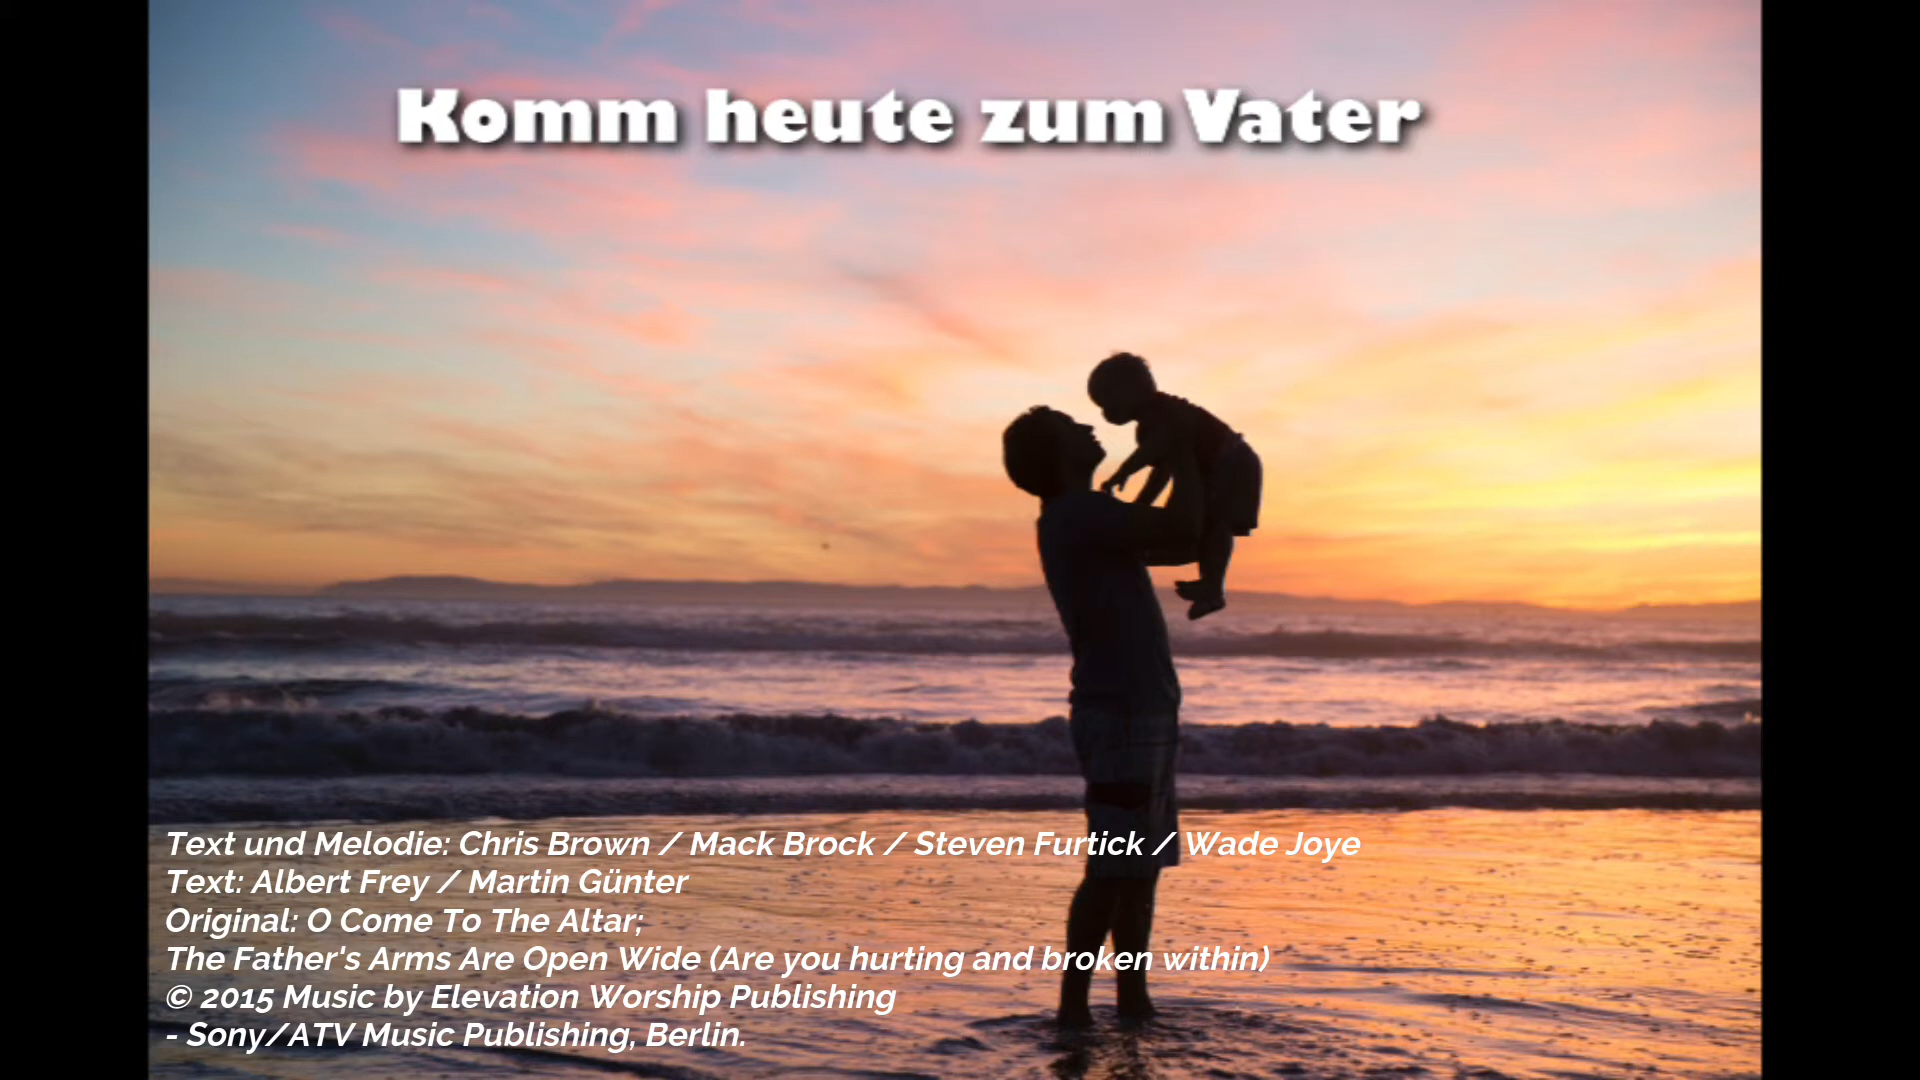 Komm heute zum Vater
Text und Melodie: Chris Brown / Mack Brock / Steven Furtick / Wade Joye
Text: Albert Frey / Martin Günter
Original: O Come To The Altar;
The Father's Arms Are Open Wide (Are you hurting and broken within)
© 2015 Music by Elevation Worship Publishing
- Sony/ATV Music Publishing, Berlin.